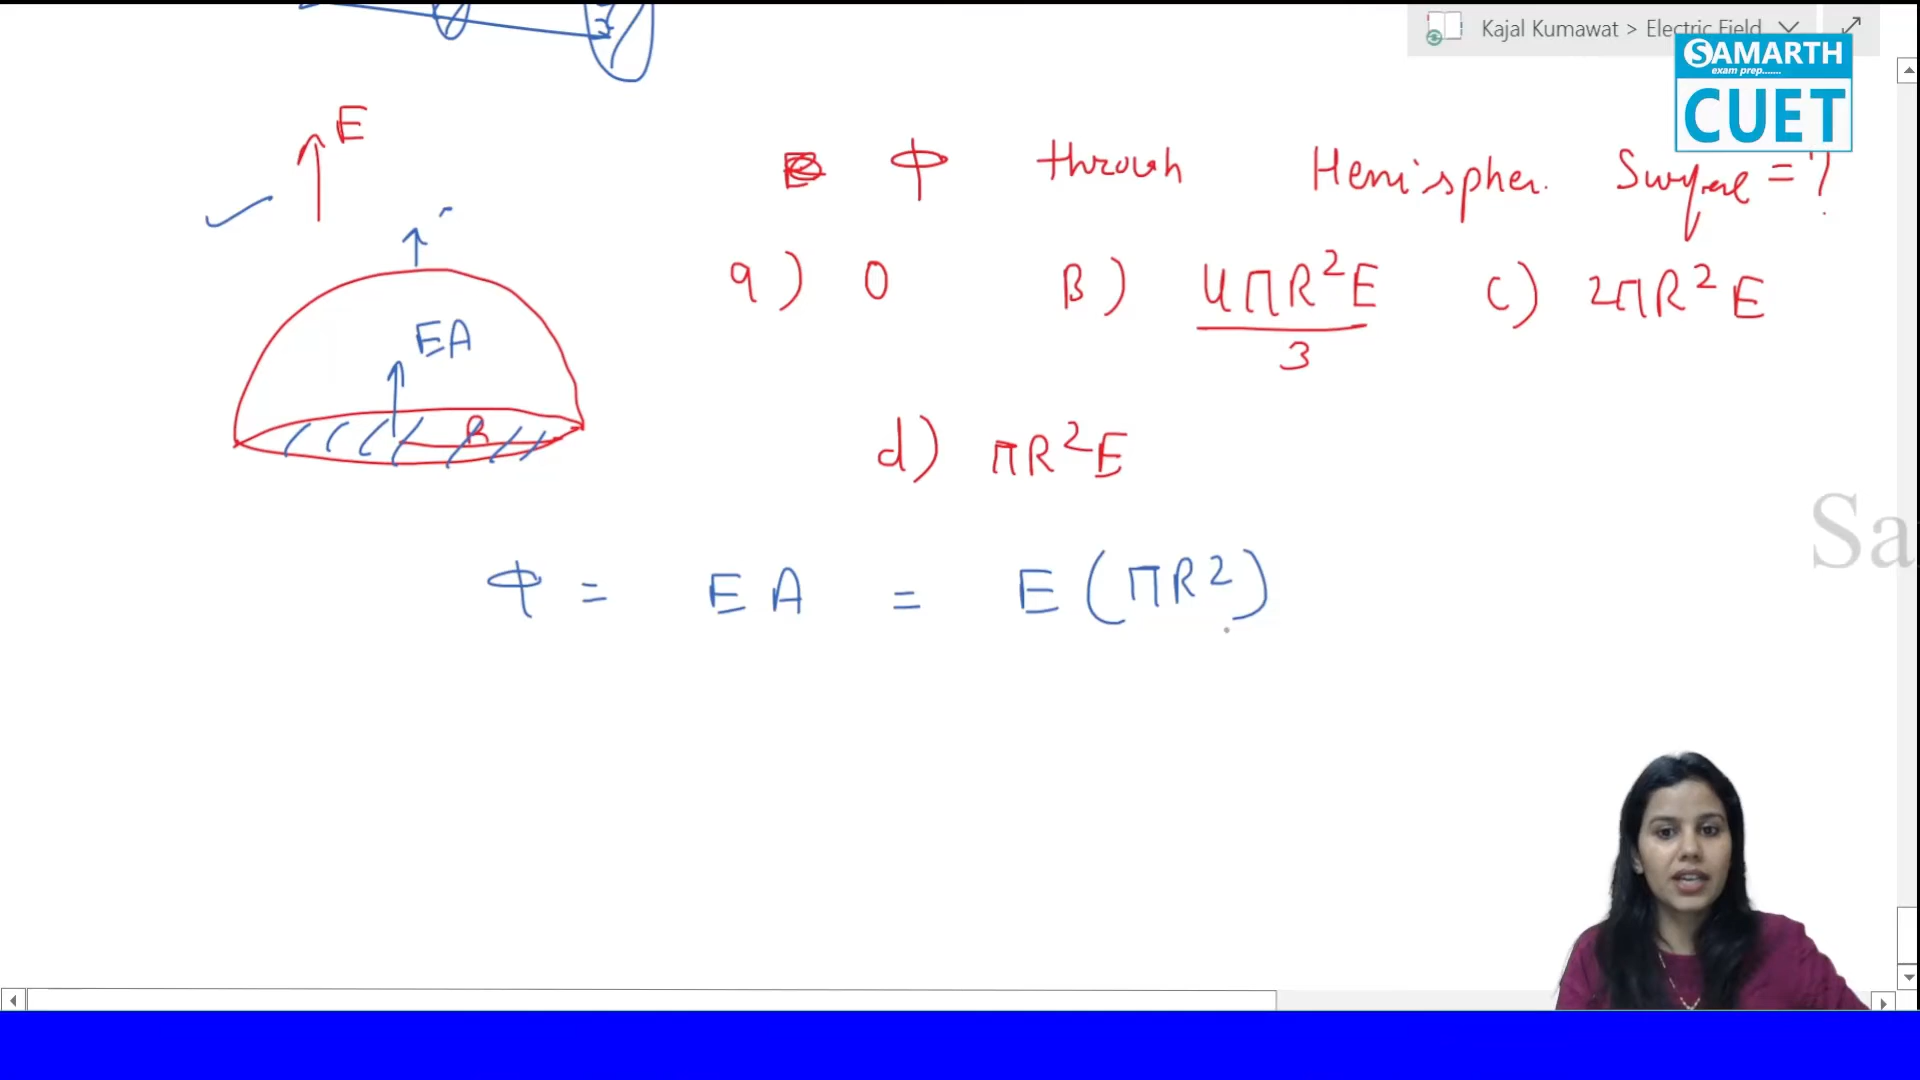 Kajal Kumawat > Electric Field
SAMARTH
exam prep.......
CUET
E
Φ through Hemispher. Surface = ?
a) 0 B) 4πR²E/3 c) 2πR²E
EA
R
d) πR²E
Sa
Φ = EA = E(πR²)